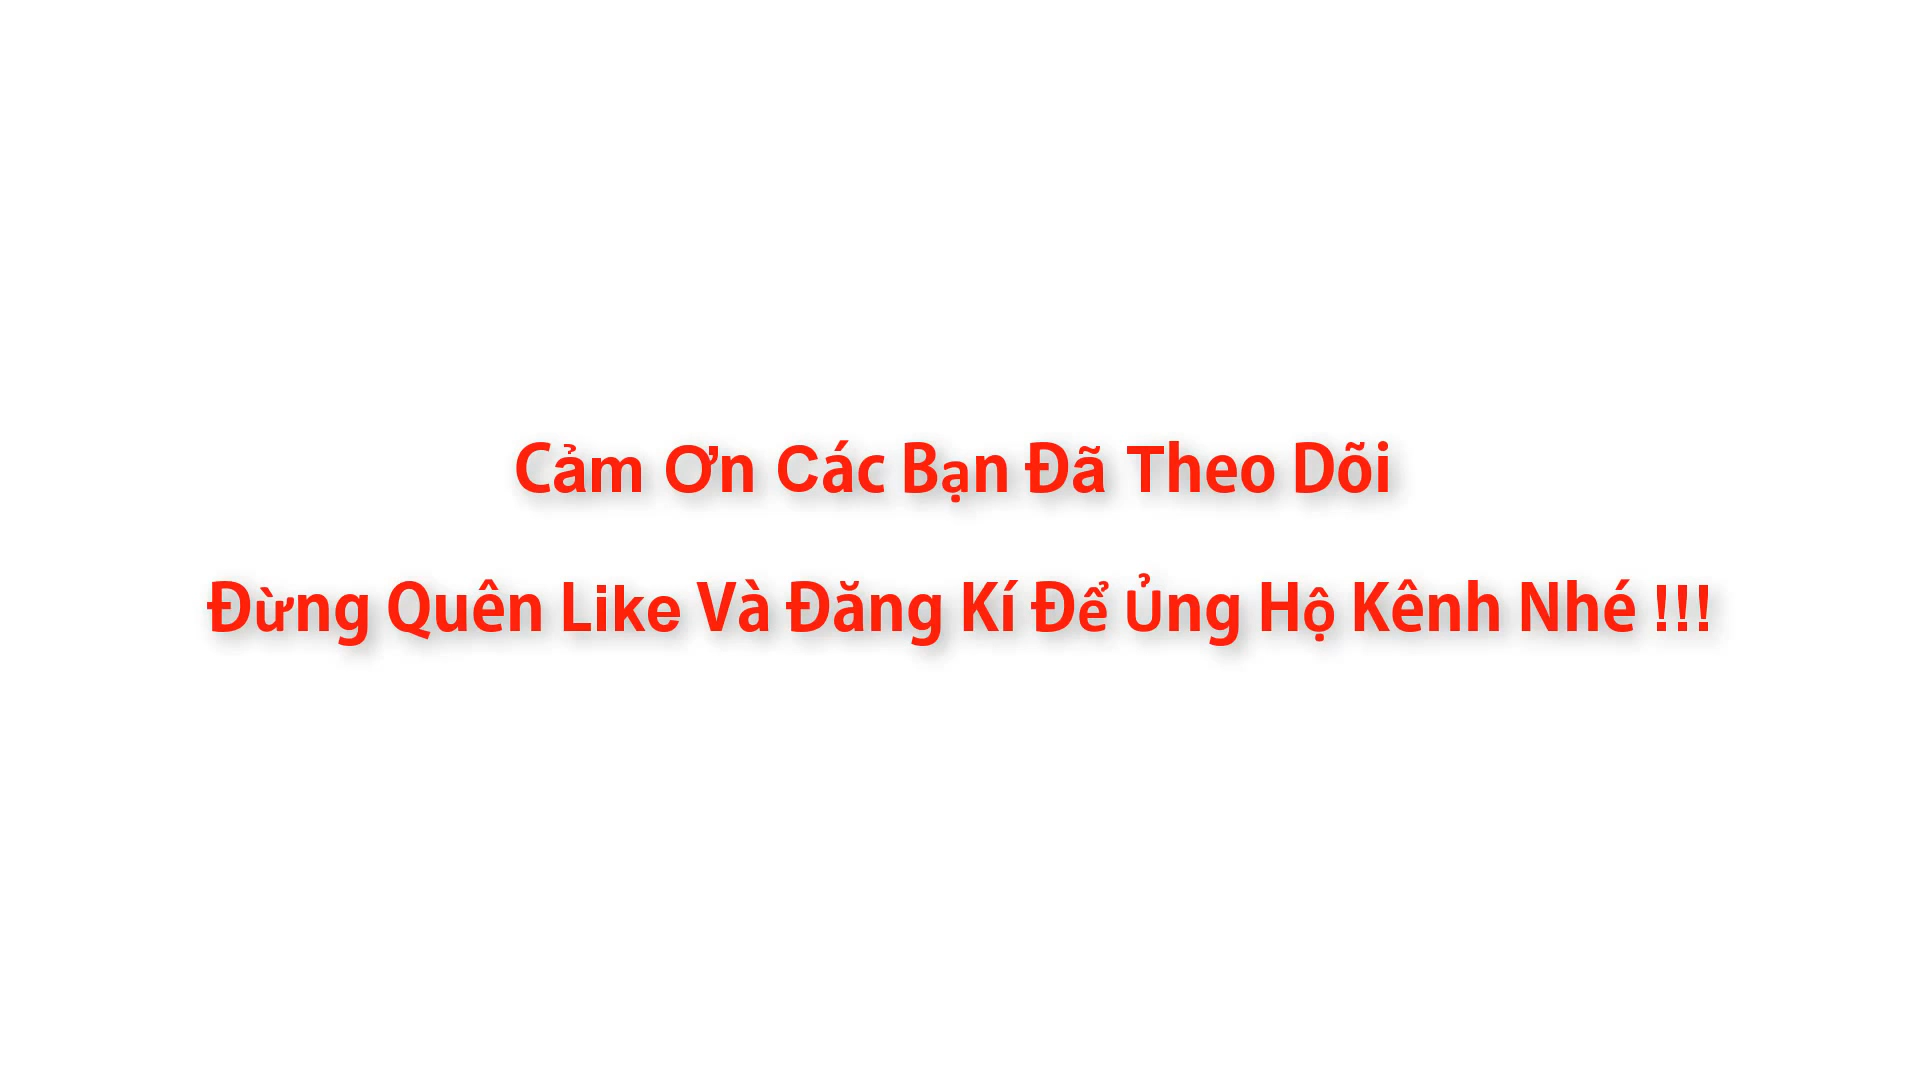 Cảm Ơn Các Bạn Đã Theo Dõi
Đừng Quên Like Và Đăng Kí Để Ủng Hộ Kênh Nhé !!!